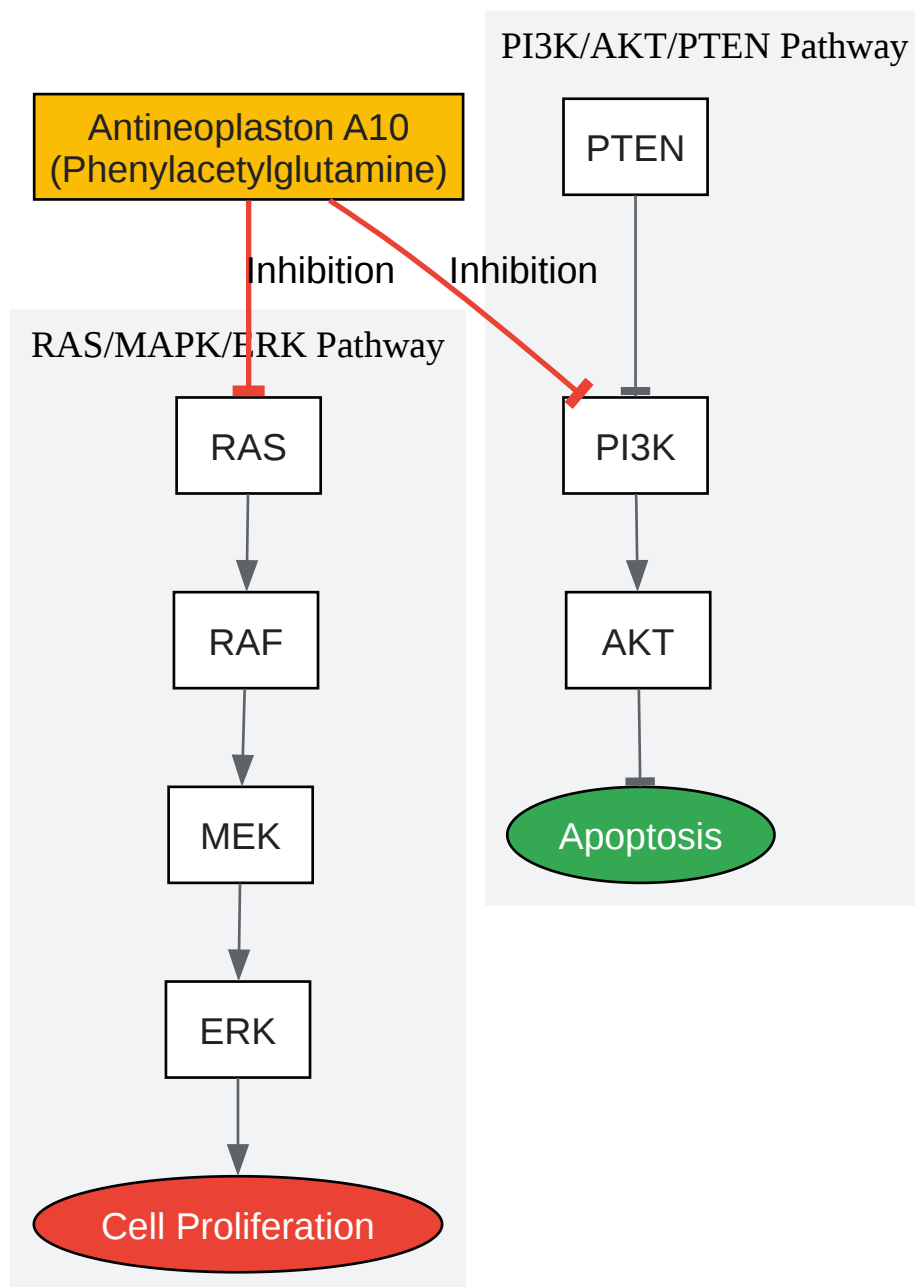 PI3K/AKT/PTEN Pathway
Antineoplaston A10
(Phenylacetylglutamine)
PTEN
Inhibition
Inhibition
RAS/MAPK/ERK Pathway
RAS
PI3K
RAF
AKT
MEK
Apoptosis
ERK
Cell Proliferation